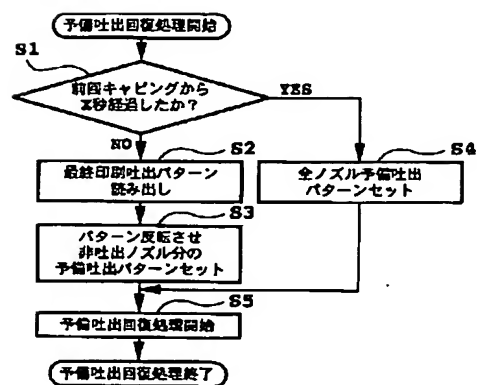 予備吐出回復処理開始
S1
前回キャピングから
X秒経過したか?
YES
NO
S2
最終印刷吐出パターン
読み出し
S4
全ノズル予備吐出
パターンセット
S3
パターン反転させ
非吐出ノズル分の
予備吐出パターンセット
S5
予備吐出回復処理開始
予備吐出回復処理終了